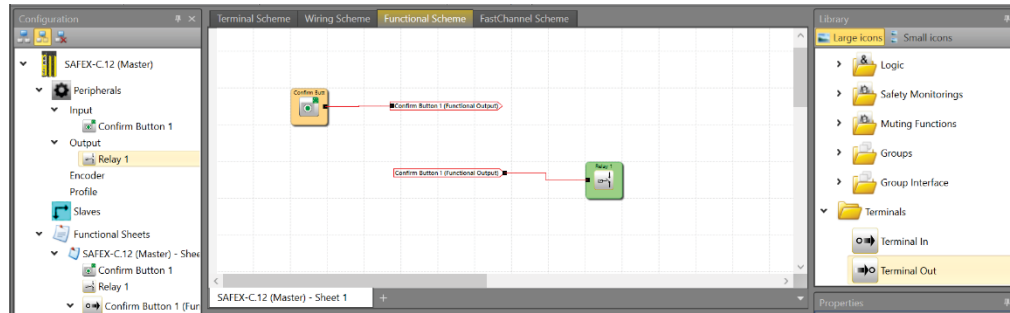 Configuration
SAFEX-C.12 (Master)
Peripherals
Input
Confirm Button 1
Output
Relay 1
Encoder
Profile
Slaves
Functional Sheets
SAFEX-C.12 (Master) - Shee
Confirm Button 1
Relay 1
Confirm Button 1 (Fur
Terminal Scheme
Wiring Scheme
Functional Scheme
FastChannel Scheme
Confirm Butt
Confirm Button 1 (Functional Output)
Confirm Button 1 (Functional Output)
Relay 1
SAFEX-C.12 (Master) - Sheet 1
+
Library
Large icons
Small icons
Logic
Safety Monitorings
Muting Functions
Groups
Group Interface
Terminals
Terminal In
Terminal Out
Properties